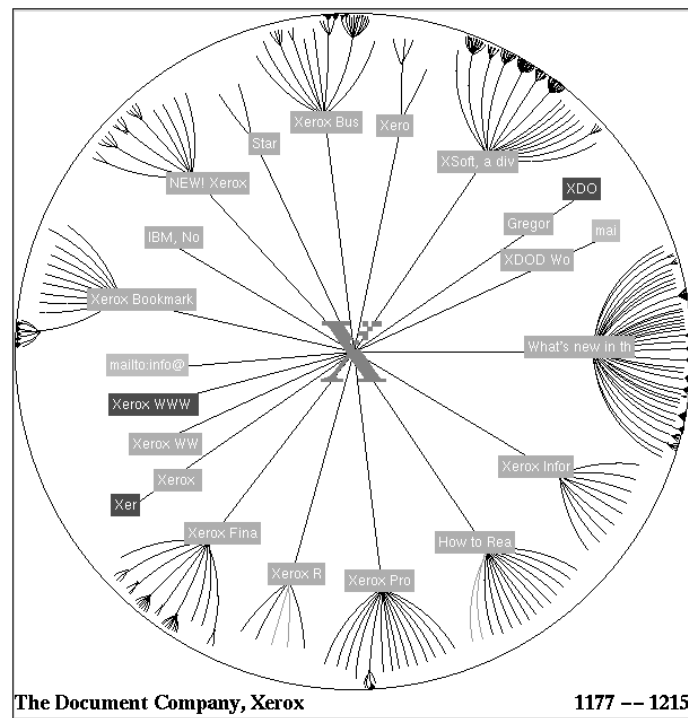 Xerox Bus
Xero
Star
XSoft, a div
NEW! Xerox
XDO
Gregor
mai
IBM, No
XDOD Wo
Xerox Bookmark
X
What's new in th
mailto:info@
Xerox WWW
Xerox WW
Xerox Infor
Xerox
Xer
Xerox Fina
How to Rea
Xerox R
Xerox Pro
The Document Company, Xerox
1177 -- 1215